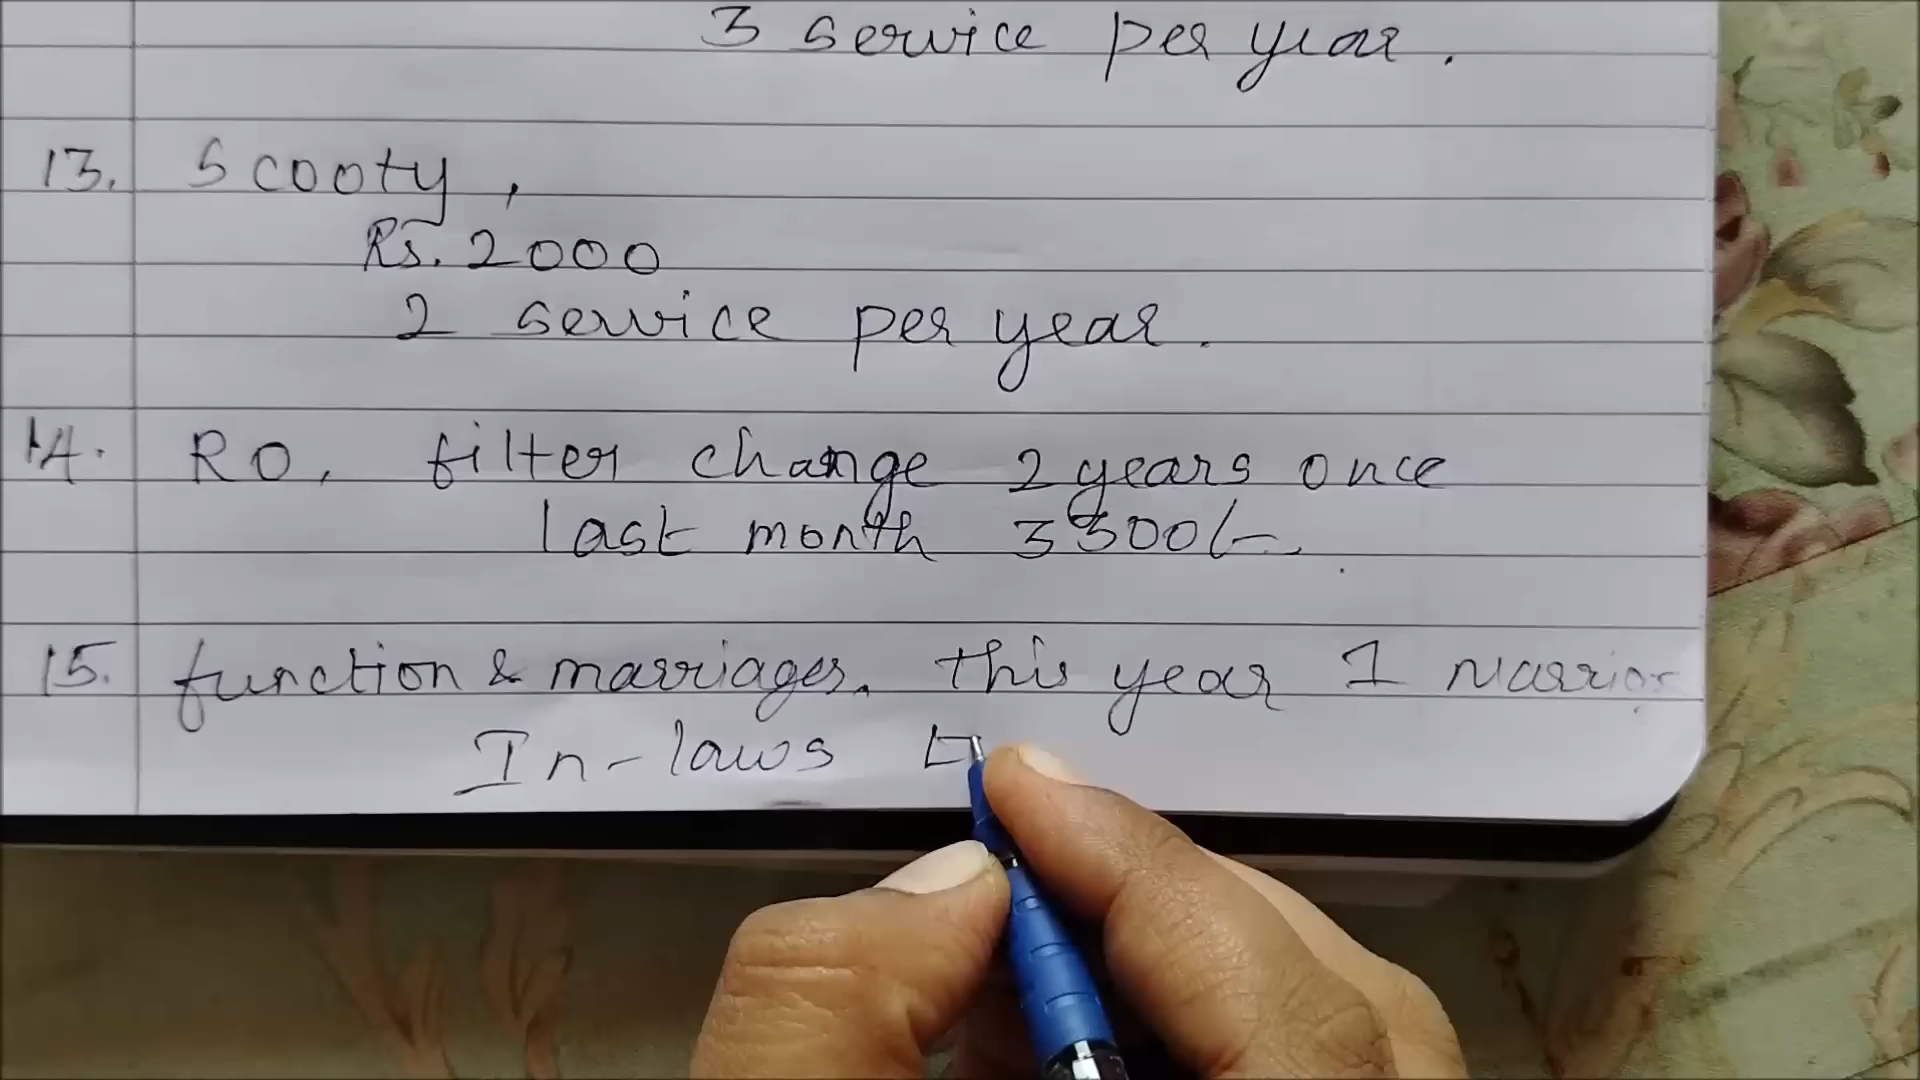 3 service per year.
13. Scooty,
Rs. 2000
2 service per year.
14. RO, filter change 2 years once
last month 3500/-.
15. function & marriages. this year 1
In-laws